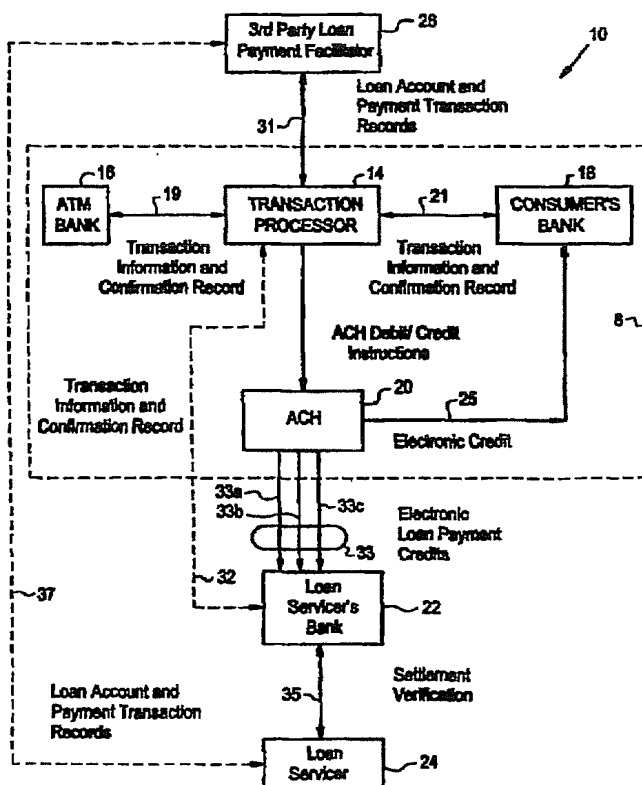 3rd Party Loan
Payment Facilitator
26
10
Loan Account and
Payment Transaction
Records
31
16
ATM
BANK
19
14
TRANSACTION
PROCESSOR
21
18
CONSUMER'S
BANK
Transaction
Information and
Confirmation Record
Transaction
Information and
Confirmation Record
8
ACH Debit/ Credit
Instructions
Transaction
Information and
Confirmation Record
20
ACH
25
Electronic Credit
33a
33b
33c
Electronic
Loan Payment
Credits
33
37
32
Loan
Servicer's
Bank
22
Loan Account and
Payment Transaction
Records
35
Settlement
Verification
Loan
Servicer
24